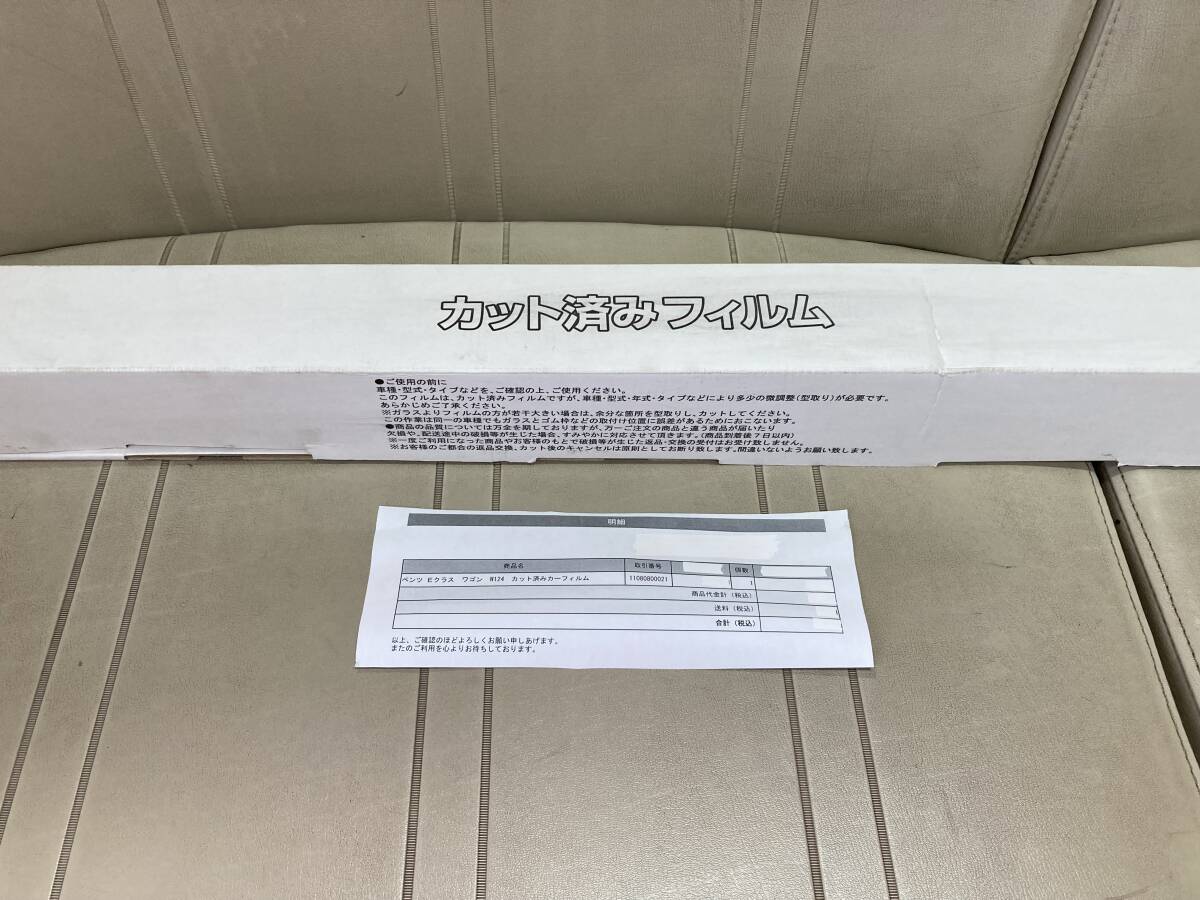 カット済みフィルム
●ご使用の前に
車種・型式・タイプなどを、ご確認の上、ご使用ください。
このフィルムは、カット済みフィルムですが、車種・型式・年式・タイプなどにより多少の微調整(型取り)が必要です。
あらかじめご了承ください。
※ガラスよりフィルムの方が若干大きい場合は、余分な箇所を型取りし、カットしてください。
この作業は同一の車種でもガラスとゴム枠などの取付け位置に誤差があるためにおこないます。
●商品の品質については万全を期しておりますが、万一ご注文の商品と違う商品が届いたり
欠損や、配送途中の破損等が生じた場合、すみやかに対応させて頂きます。(商品到着後7日以内)
※一度ご利用になった商品やお客様のもとで破損等が生じた返品・交換の受付はお受け致しません。
※お客様のご都合の返品交換、カット後のキャンセルは原則としてお断り致します。間違いないようお願い致します。
明細
商品名 取引番号 個数
ベンツ Eクラス ワゴン W124 カット済みカーフィルム 11080800021 1
商品代金計(税込)
送料(税込)
合計(税込)
以上、ご確認のほどよろしくお願い申しあげます。
またのご利用を心よりお待ちしております。